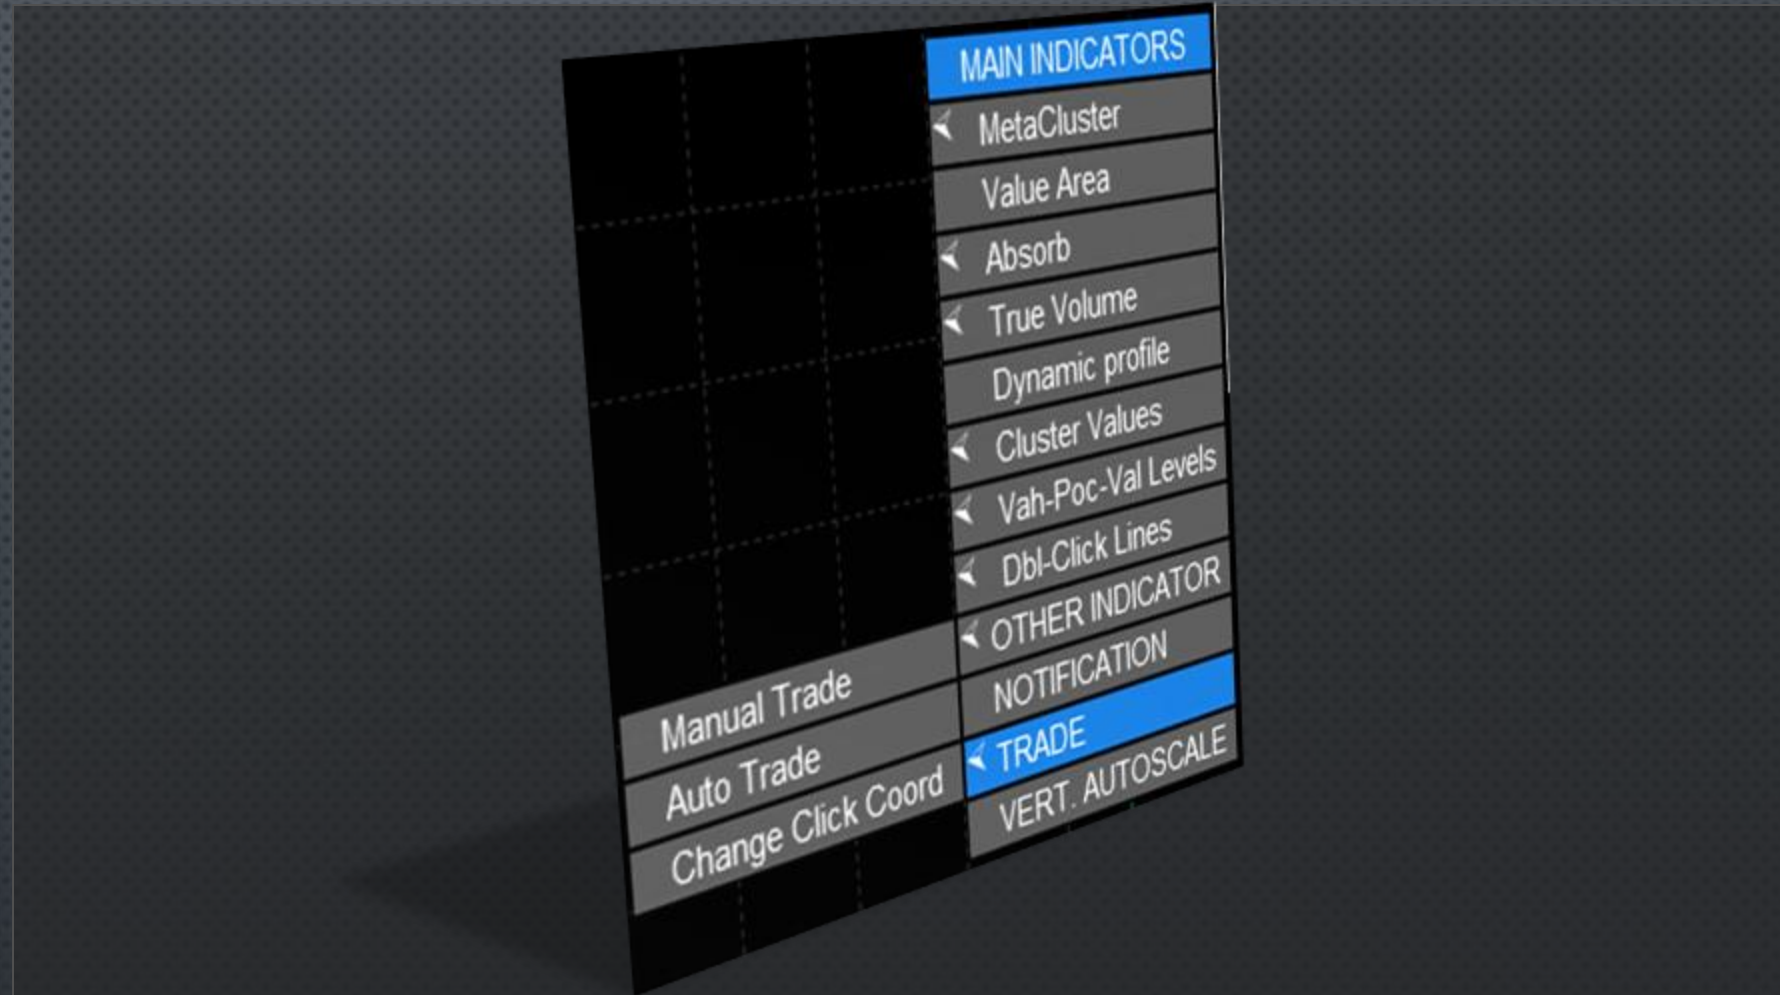 MAIN INDICATORS
MetaCluster
Value Area
Absorb
True Volume
Dynamic profile
Cluster Values
Vah-Poc-Val Levels
Dbl-Click Lines
OTHER INDICATOR
NOTIFICATION
TRADE
VERT. AUTOSCALE
Manual Trade
Auto Trade
Change Click Coord